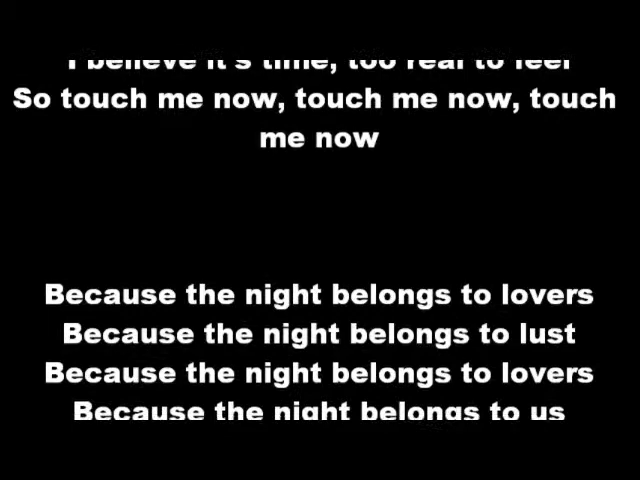 I believe it's time, too real to feel
So touch me now, touch me now, touch
me now
Because the night belongs to lovers
Because the night belongs to lust
Because the night belongs to lovers
Because the night belongs to us